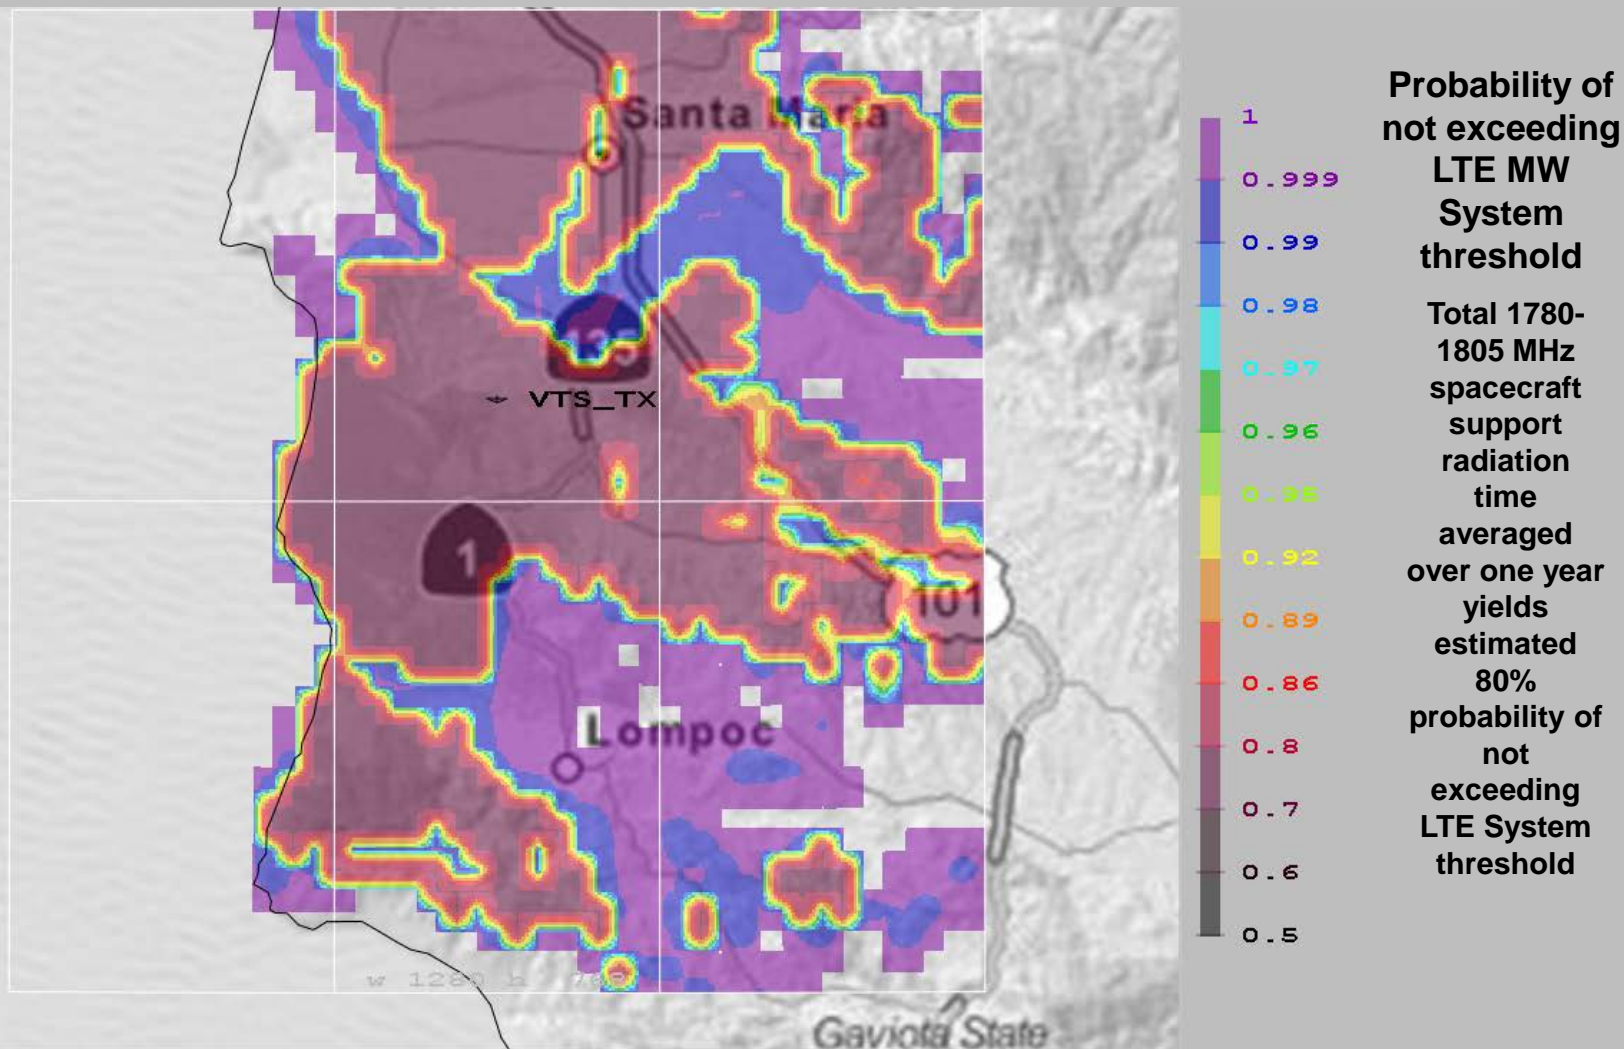 Santa Maria
135
VTS_TX
1
101
Lompoc
Gaviota State
1
0.999
0.99
0.98
0.97
0.96
0.95
0.92
0.89
0.86
0.8
0.7
0.6
0.5
Probability of
not exceeding
LTE MW
System
threshold
Total 1780-
1805 MHz
spacecraft
support
radiation
time
averaged
over one year
yields
estimated
80%
probability of
not
exceeding
LTE System
threshold